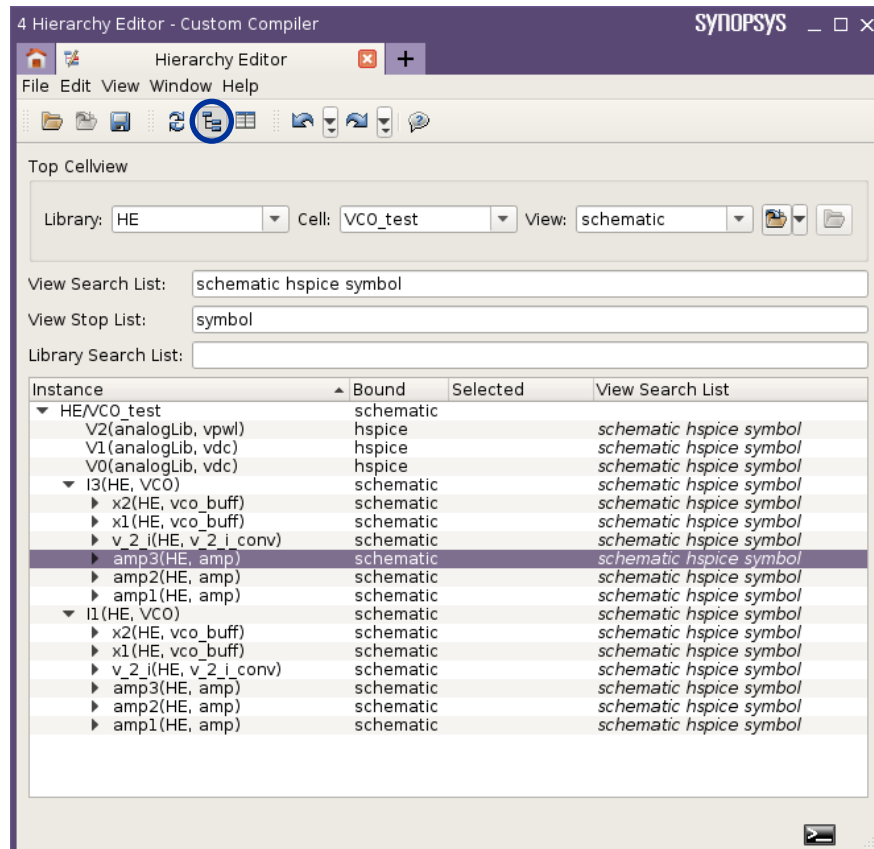 4 Hierarchy Editor - Custom Compiler SYNOPSYS
Hierarchy Editor
File Edit View Window Help
Top Cellview
Library: HE Cell: VCO_test View: schematic
View Search List: schematic hspice symbol
View Stop List: symbol
Library Search List:
Instance Bound Selected View Search List
HE/VCO_test schematic
V2(analogLib, vpwl) hspice schematic hspice symbol
V1(analogLib, vdc) hspice schematic hspice symbol
V0(analogLib, vdc) hspice schematic hspice symbol
I3(HE, VCO) schematic schematic hspice symbol
x2(HE, vco_buff) schematic schematic hspice symbol
x1(HE, vco_buff) schematic schematic hspice symbol
v_2_i(HE, v_2_i_conv) schematic schematic hspice symbol
amp3(HE, amp) schematic schematic hspice symbol
amp2(HE, amp) schematic schematic hspice symbol
amp1(HE, amp) schematic schematic hspice symbol
I1(HE, VCO) schematic schematic hspice symbol
x2(HE, vco_buff) schematic schematic hspice symbol
x1(HE, vco_buff) schematic schematic hspice symbol
v_2_i(HE, v_2_i_conv) schematic schematic hspice symbol
amp3(HE, amp) schematic schematic hspice symbol
amp2(HE, amp) schematic schematic hspice symbol
amp1(HE, amp) schematic schematic hspice symbol